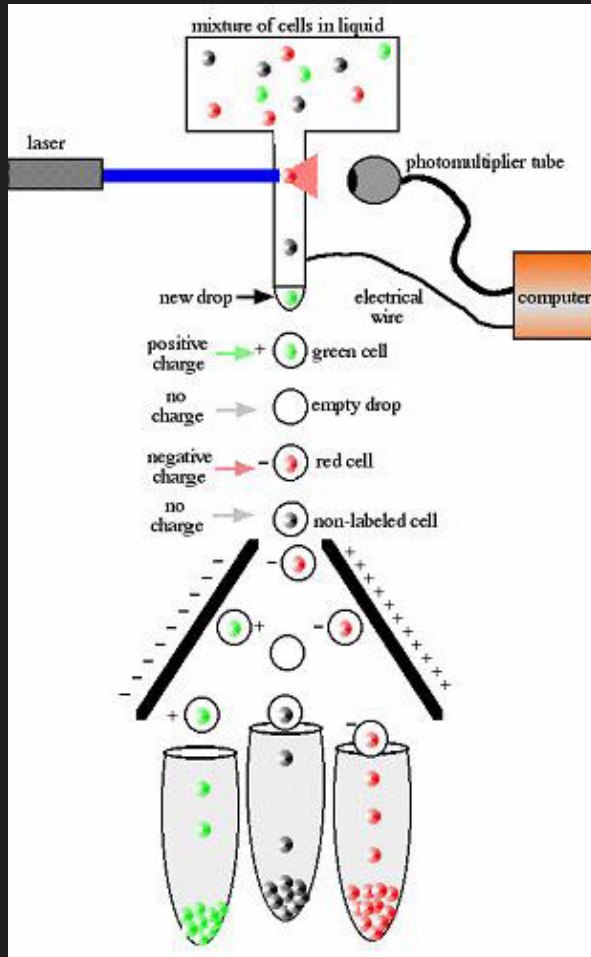 mixture of cells in liquid
laser
photomultiplier tube
new drop
electrical
wire
computer
positive
charge
+
green cell
no
charge
empty drop
negative
charge
-
red cell
no
charge
non-labeled cell
-
- - - - - - - - - -
+ + + + + + + + + + + +
+
-
+
-